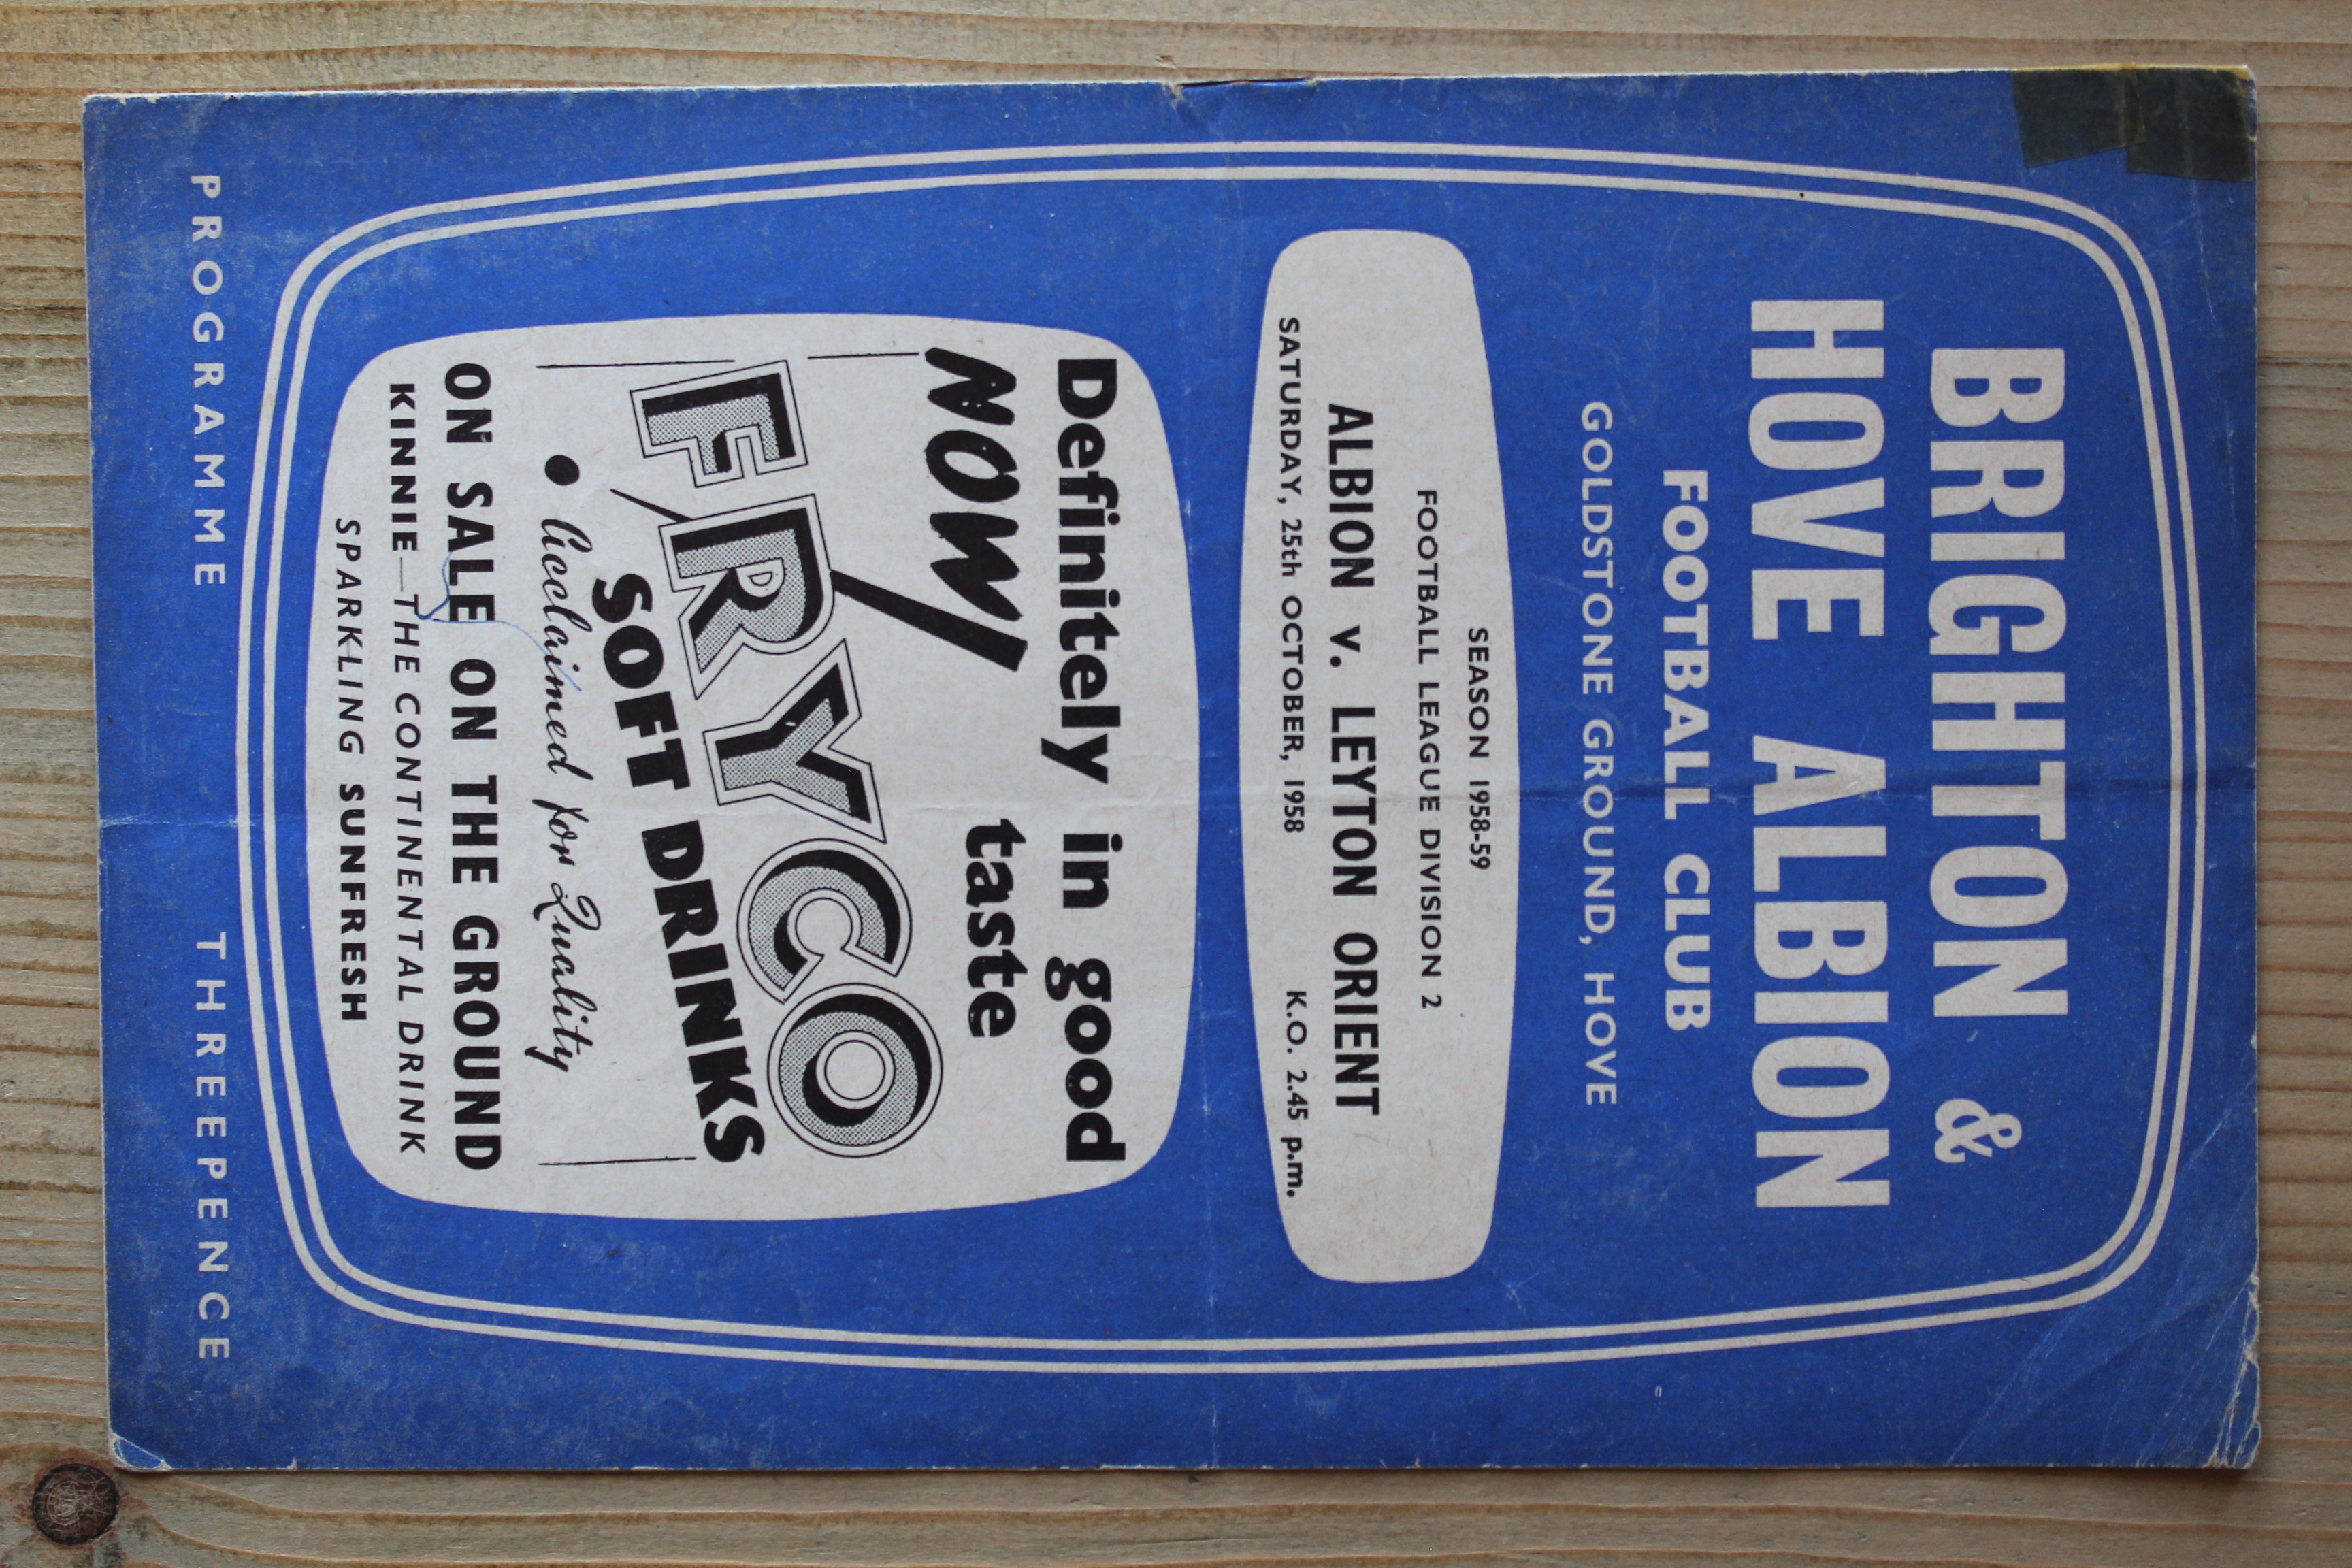 BRIGHTON &
HOVE ALBION
FOOTBALL CLUB
GOLDSTONE GROUND, HOVE
SEASON 1958-59
FOOTBALL LEAGUE DIVISION 2
ALBION v. LEYTON ORIENT
SATURDAY, 25th OCTOBER, 1958 K.O. 2.45 p.m.
Definitely in good
NOW! taste
FRYCO
SOFT DRINKS
● Acclaimed for Quality
ON SALE ON THE GROUND
KINNIE—THE CONTINENTAL DRINK
SPARKLING SUNFRESH
PROGRAMME THREEPENCE